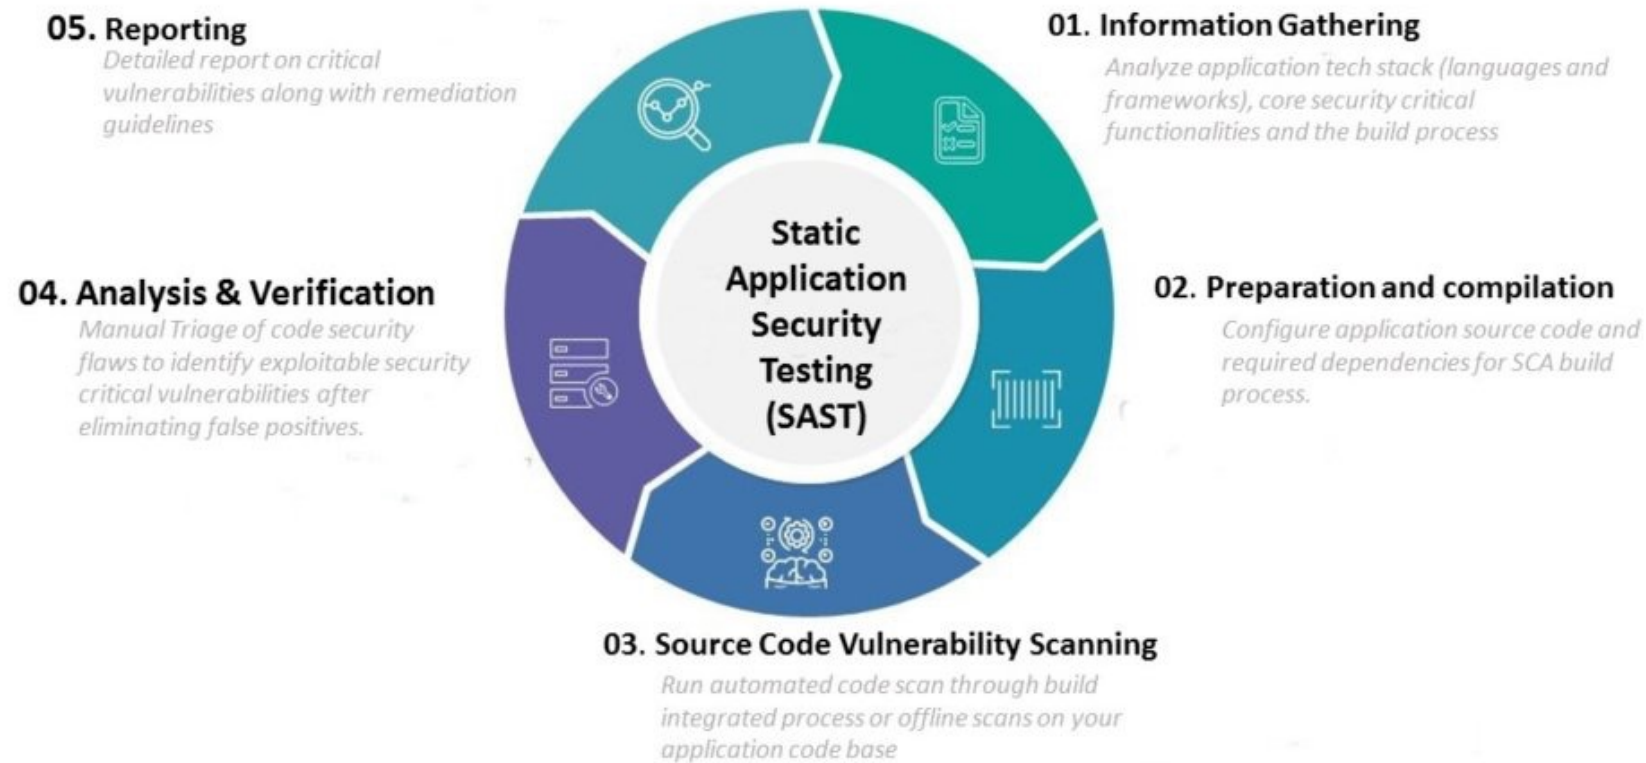 05. Reporting
Detailed report on critical
vulnerabilities along with remediation
guidelines
01. Information Gathering
Analyze application tech stack (languages and
frameworks), core security critical
functionalities and the build process
Static
Application
Security
Testing
(SAST)
04. Analysis & Verification
Manual Triage of code security
flaws to identify exploitable security
critical vulnerabilities after
eliminating false positives.
02. Preparation and compilation
Configure application source code and
required dependencies for SCA build
process.
03. Source Code Vulnerability Scanning
Run automated code scan through build
integrated process or offline scans on your
application code base